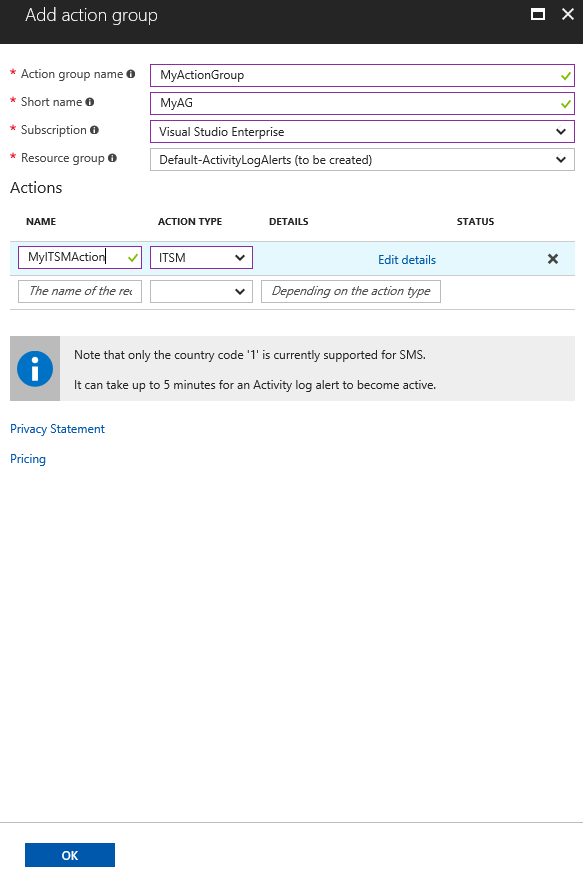 Add action group
* Action group name
MyActionGroup
* Short name
MyAG
* Subscription
Visual Studio Enterprise
* Resource group
Default-ActivityLogAlerts (to be created)
Actions
NAME ACTION TYPE DETAILS STATUS
MyITSMAction ITSM Edit details
The name of the rec Depending on the action type
Note that only the country code '1' is currently supported for SMS.
It can take up to 5 minutes for an Activity log alert to become active.
Privacy Statement
Pricing
OK